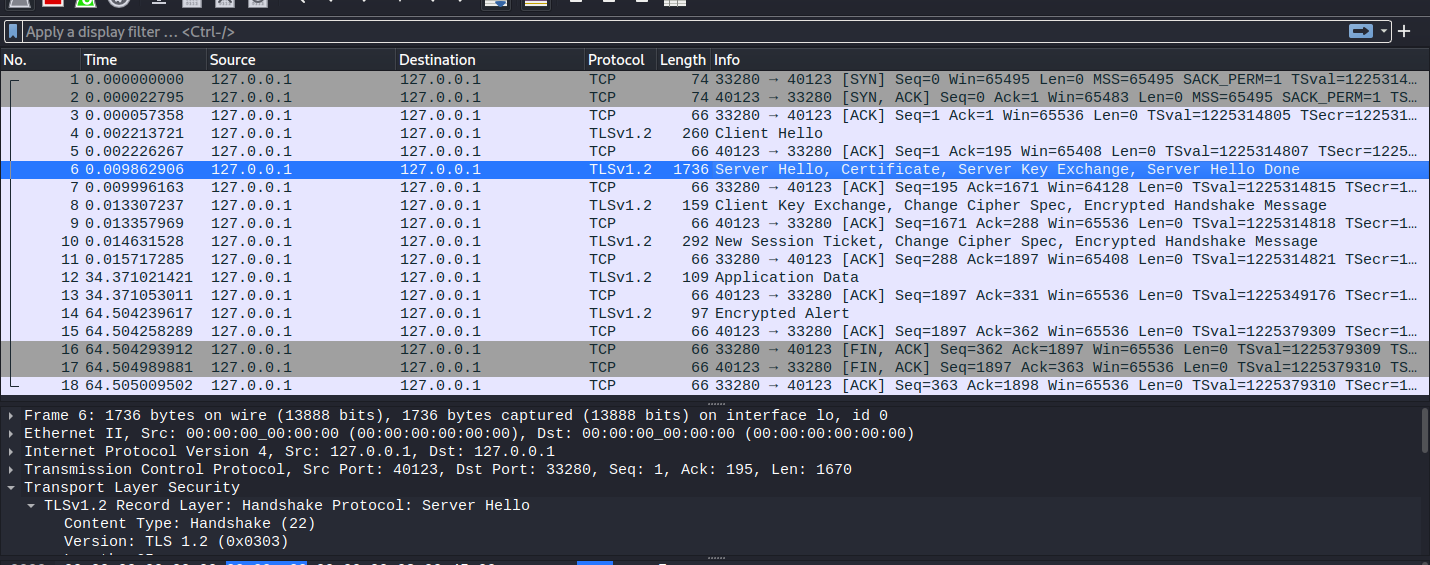 Apply a display filter … <Ctrl-/>
No. Time Source Destination Protocol Length Info
1 0.000000000 127.0.0.1 127.0.0.1 TCP 74 33280 → 40123 [SYN] Seq=0 Win=65495 Len=0 MSS=65495 SACK_PERM=1 TSval=1225314…
2 0.000022795 127.0.0.1 127.0.0.1 TCP 74 40123 → 33280 [SYN, ACK] Seq=0 Ack=1 Win=65483 Len=0 MSS=65495 SACK_PERM=1 TS…
3 0.000057358 127.0.0.1 127.0.0.1 TCP 66 33280 → 40123 [ACK] Seq=1 Ack=1 Win=65536 Len=0 TSval=1225314805 TSecr=122531…
4 0.002213721 127.0.0.1 127.0.0.1 TLSv1.2 260 Client Hello
5 0.002226267 127.0.0.1 127.0.0.1 TCP 66 40123 → 33280 [ACK] Seq=1 Ack=195 Win=65408 Len=0 TSval=1225314807 TSecr=1225…
6 0.009862906 127.0.0.1 127.0.0.1 TLSv1.2 1736 Server Hello, Certificate, Server Key Exchange, Server Hello Done
7 0.009996163 127.0.0.1 127.0.0.1 TCP 66 33280 → 40123 [ACK] Seq=195 Ack=1671 Win=64128 Len=0 TSval=1225314815 TSecr=1…
8 0.013307237 127.0.0.1 127.0.0.1 TLSv1.2 159 Client Key Exchange, Change Cipher Spec, Encrypted Handshake Message
9 0.013357969 127.0.0.1 127.0.0.1 TCP 66 40123 → 33280 [ACK] Seq=1671 Ack=288 Win=65536 Len=0 TSval=1225314818 TSecr=1…
10 0.014631528 127.0.0.1 127.0.0.1 TLSv1.2 292 New Session Ticket, Change Cipher Spec, Encrypted Handshake Message
11 0.015717285 127.0.0.1 127.0.0.1 TCP 66 33280 → 40123 [ACK] Seq=288 Ack=1897 Win=65408 Len=0 TSval=1225314821 TSecr=1…
12 34.371021421 127.0.0.1 127.0.0.1 TLSv1.2 109 Application Data
13 34.371053011 127.0.0.1 127.0.0.1 TCP 66 40123 → 33280 [ACK] Seq=1897 Ack=331 Win=65536 Len=0 TSval=1225349176 TSecr=1…
14 64.504239617 127.0.0.1 127.0.0.1 TLSv1.2 97 Encrypted Alert
15 64.504258289 127.0.0.1 127.0.0.1 TCP 66 40123 → 33280 [ACK] Seq=1897 Ack=362 Win=65536 Len=0 TSval=1225379309 TSecr=1…
16 64.504293912 127.0.0.1 127.0.0.1 TCP 66 33280 → 40123 [FIN, ACK] Seq=362 Ack=1897 Win=65536 Len=0 TSval=1225379309 TS…
17 64.504989881 127.0.0.1 127.0.0.1 TCP 66 40123 → 33280 [FIN, ACK] Seq=1897 Ack=363 Win=65536 Len=0 TSval=1225379310 TS…
18 64.505009502 127.0.0.1 127.0.0.1 TCP 66 33280 → 40123 [ACK] Seq=363 Ack=1898 Win=65536 Len=0 TSval=1225379310 TSecr=1…
Frame 6: 1736 bytes on wire (13888 bits), 1736 bytes captured (13888 bits) on interface lo, id 0
Ethernet II, Src: 00:00:00_00:00:00 (00:00:00:00:00:00), Dst: 00:00:00_00:00:00 (00:00:00:00:00:00)
Internet Protocol Version 4, Src: 127.0.0.1, Dst: 127.0.0.1
Transmission Control Protocol, Src Port: 40123, Dst Port: 33280, Seq: 1, Ack: 195, Len: 1670
Transport Layer Security
TLSv1.2 Record Layer: Handshake Protocol: Server Hello
Content Type: Handshake (22)
Version: TLS 1.2 (0x0303)